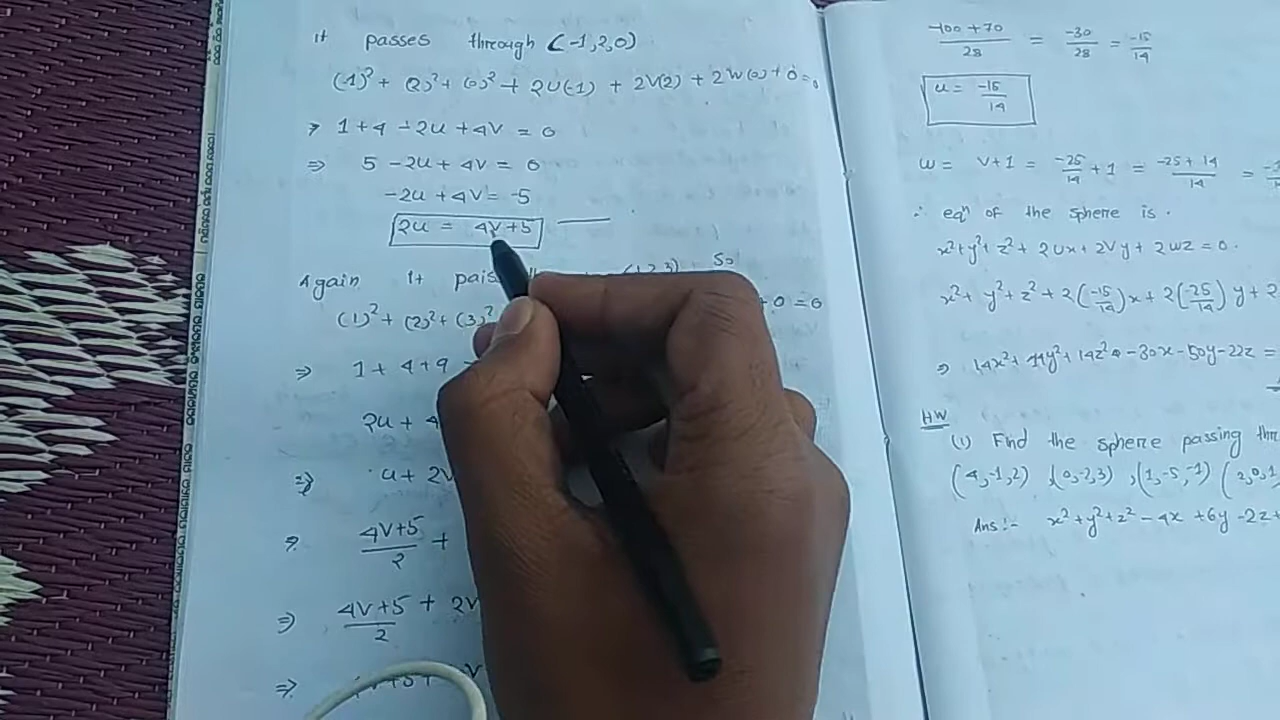 It passes through (-1,2,0)
(1)² + (2)² + (0)² + 2U(-1) + 2V(2) + 2W(0) + 0 = 0
⇒ 1 + 4 - 2u + 4V = 0
⇒ 5 - 2u + 4V = 0
-2u + 4V = -5
2u = 4V+5
Again it (1,2,3)
(1)² + (2)² + (3)² + 0 = 0
⇒ 1 + 4 + 9
2u + 4
⇒ u + 2V
⇒ 4V+5/2 +
⇒ 4V+5/2 + 2V
⇒
-100 + 70/28 = -30/28 = -15/14
u = -15/14
w = V+1 = -25/14 + 1 = -25 + 14/14 =
∴ eqⁿ of the sphere is.
x²+y²+z² + 2ux+2Vy + 2wz = 0.
x² + y² + z² + 2(-15/14)x + 2(-25/14)y + 2
⇒ 14x² + 14y² + 14z² - 30x - 50y - 22z =
HW
(1) Find the sphere passing
(4,-1,2) (0,-2,3), (1,-5,-1) (2,0,1
Ans:- x²+y²+z² - 4x + 6y - 2z +